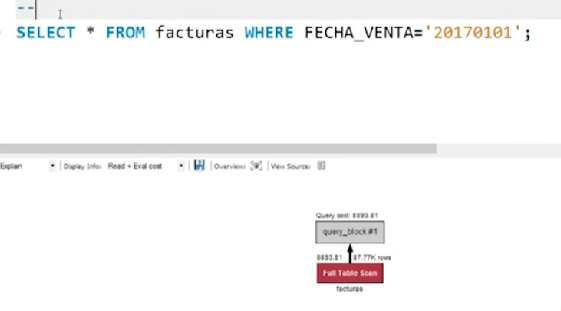 --
SELECT * FROM facturas WHERE FECHA_VENTA='20170101';
Explain Display Info: Read + Eval cost Overview: View Source:
Query cost: 8893.81
query_block #1
8893.81 87.77K rows
Full Table Scan
facturas